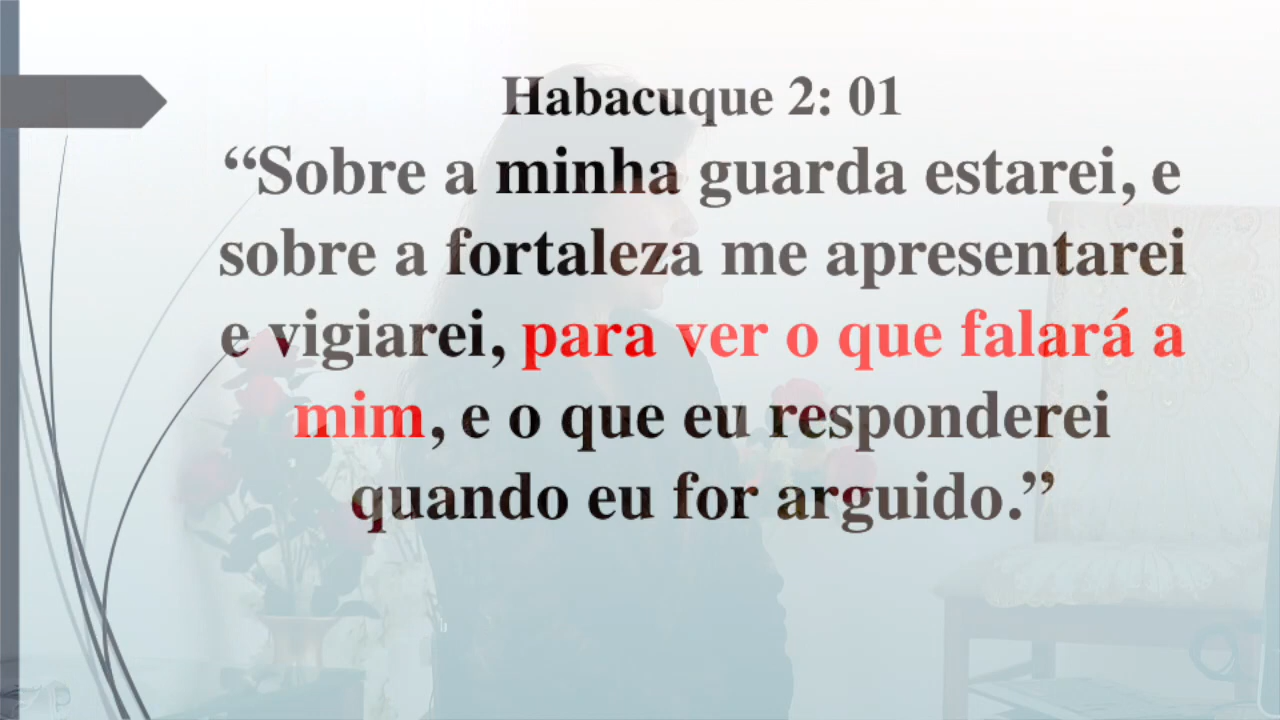 Habacuque 2: 01
“Sobre a minha guarda estarei, e
sobre a fortaleza me apresentarei
e vigiarei, para ver o que falará a
mim, e o que eu responderei
quando eu for arguido.”